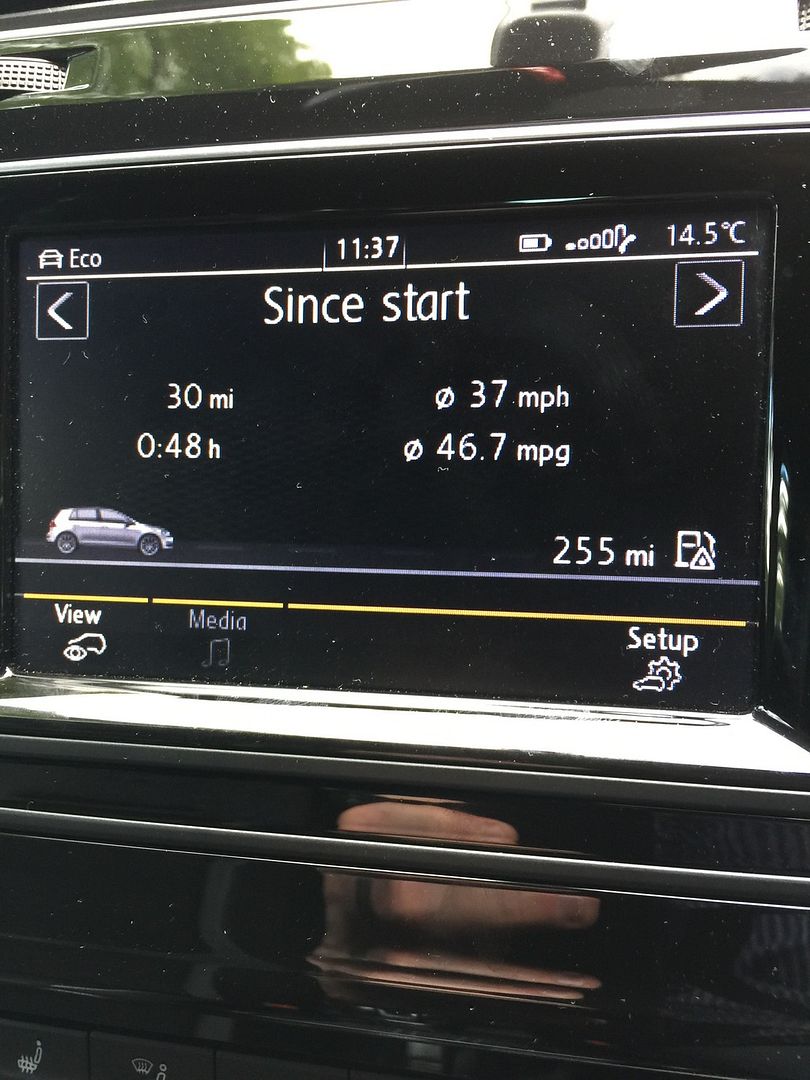 Eco 11:37 14.5°C
Since start
30 mi ø 37 mph
0:48 h ø 46.7 mpg
255 mi
View Media Setup